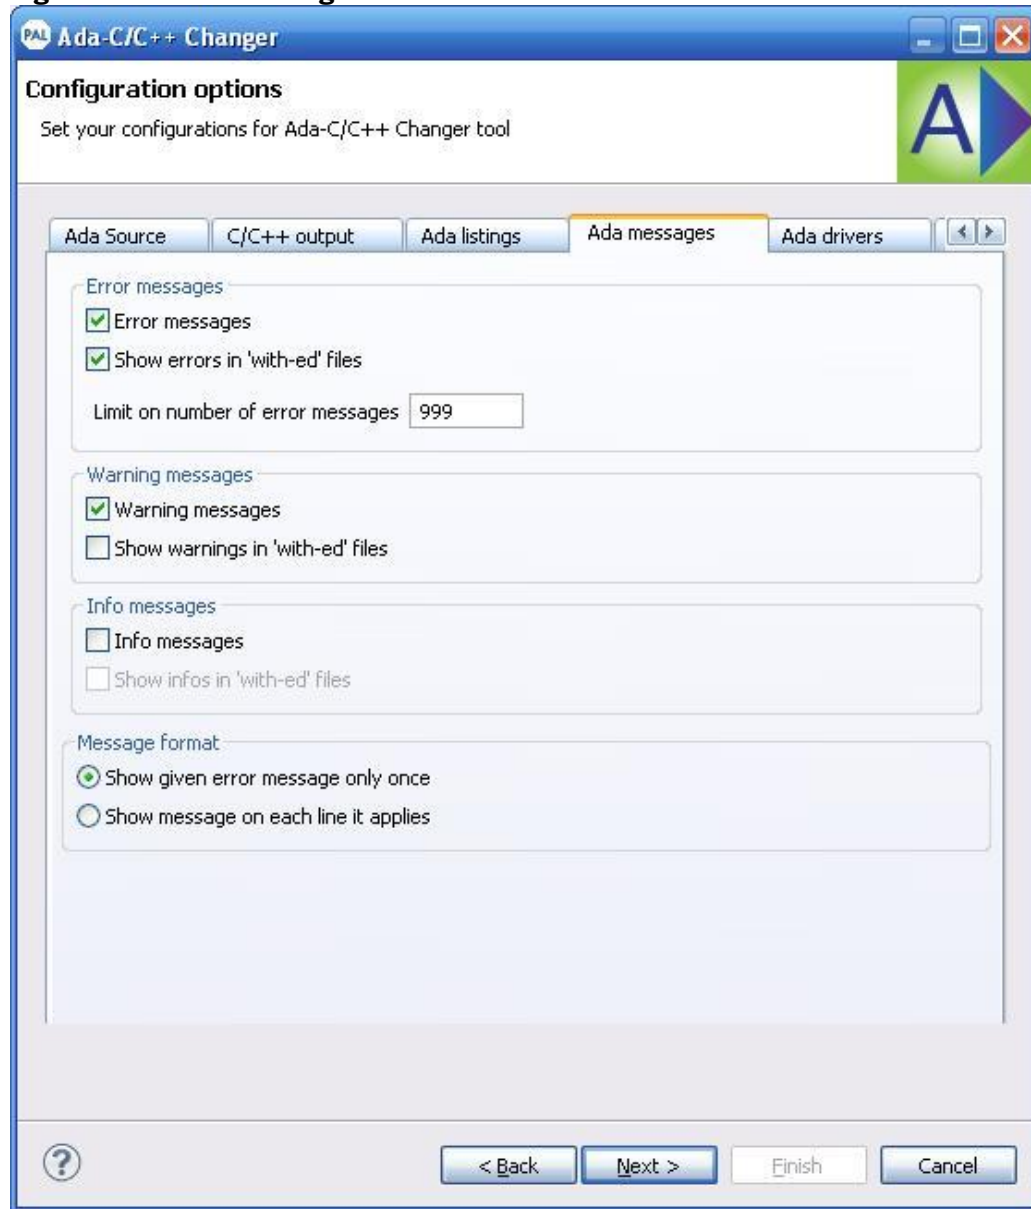 PAL Ada-C/C++ Changer
Configuration options
Set your configurations for Ada-C/C++ Changer tool
A
Ada Source C/C++ output Ada listings Ada messages Ada drivers
Error messages
Error messages
Show errors in 'with-ed' files
Limit on number of error messages 999
Warning messages
Warning messages
Show warnings in 'with-ed' files
Info messages
Info messages
Show infos in 'with-ed' files
Message format
Show given error message only once
Show message on each line it applies
? < Back Next > Finish Cancel